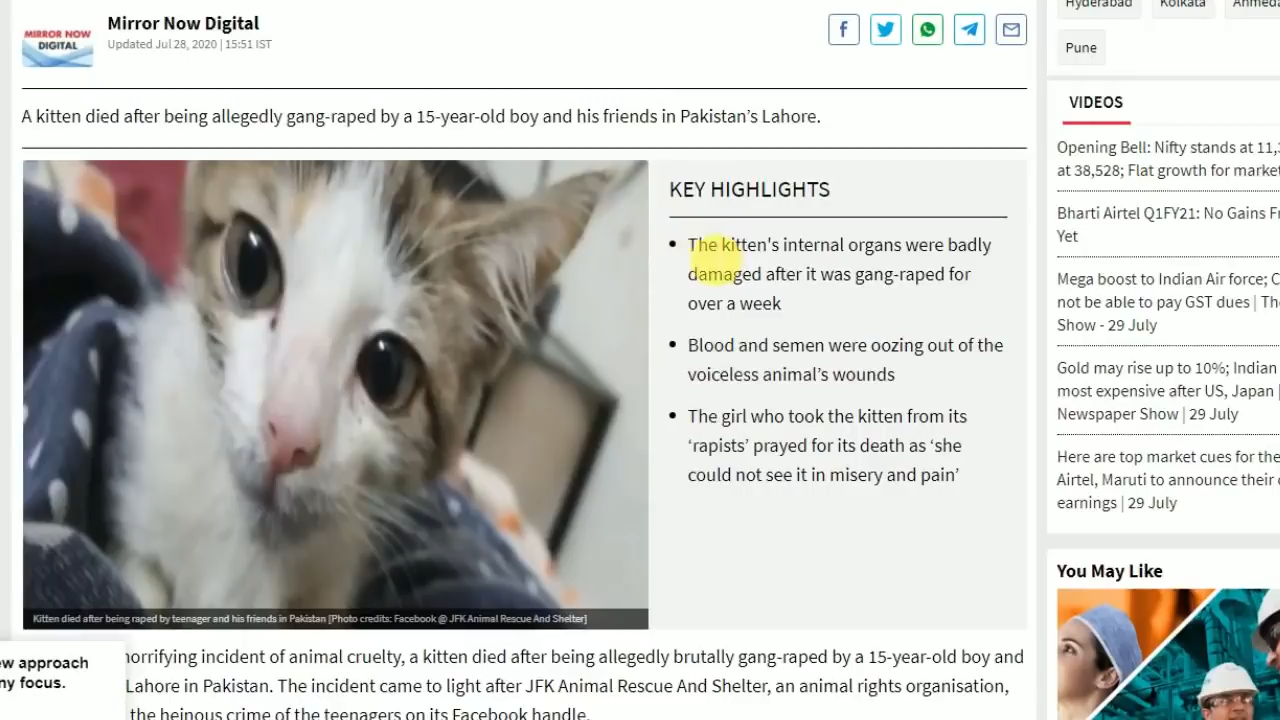 Mirror Now Digital
MIRROR NOW
DIGITAL
Updated Jul 28, 2020 | 15:51 IST
A kitten died after being allegedly gang-raped by a 15-year-old boy and his friends in Pakistan’s Lahore.
KEY HIGHLIGHTS
The kitten's internal organs were badly
damaged after it was gang-raped for
over a week
Blood and semen were oozing out of the
voiceless animal’s wounds
The girl who took the kitten from its
‘rapists’ prayed for its death as ‘she
could not see it in misery and pain’
Kitten died after being raped by teenager and his friends in Pakistan [Photo credits: Facebook @ JFK Animal Rescue And Shelter]
horrifying incident of animal cruelty, a kitten died after being allegedly brutally gang-raped by a 15-year-old boy and
Lahore in Pakistan. The incident came to light after JFK Animal Rescue And Shelter, an animal rights organisation,
the heinous crime of the teenagers on its Facebook handle.
approach
focus.
Hyderabad
Kolkata
Pune
VIDEOS
Opening Bell: Nifty stands at
at 38,528; Flat growth for
Bharti Airtel Q1FY21: No Gains
Yet
Mega boost to Indian Air force;
not be able to pay GST dues |
Show - 29 July
Gold may rise up to 10%; Indian
most expensive after US, Japan |
Newspaper Show | 29 July
Here are top market cues for the
Airtel, Maruti to announce their
earnings | 29 July
You May Like